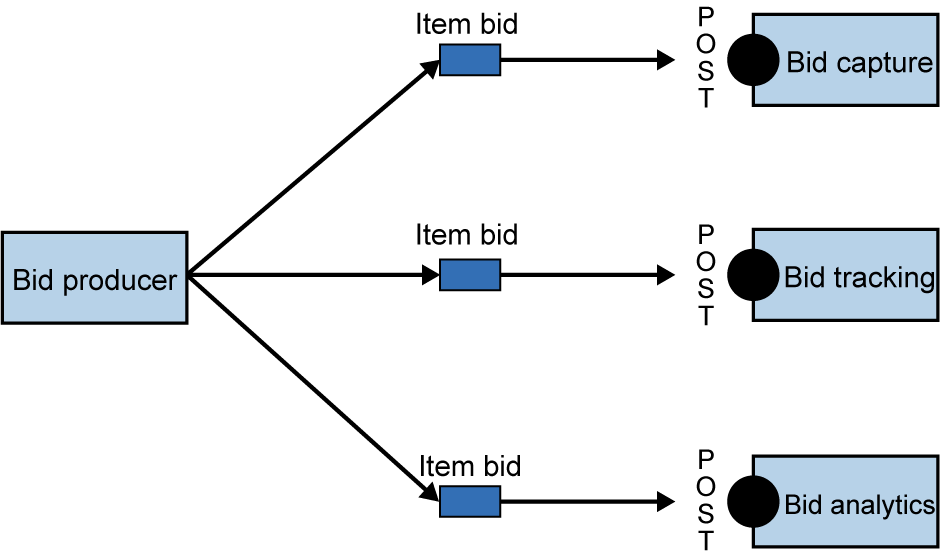 Item bid
POST
Bid capture
Bid producer
Item bid
POST
Bid tracking
Item bid
POST
Bid analytics